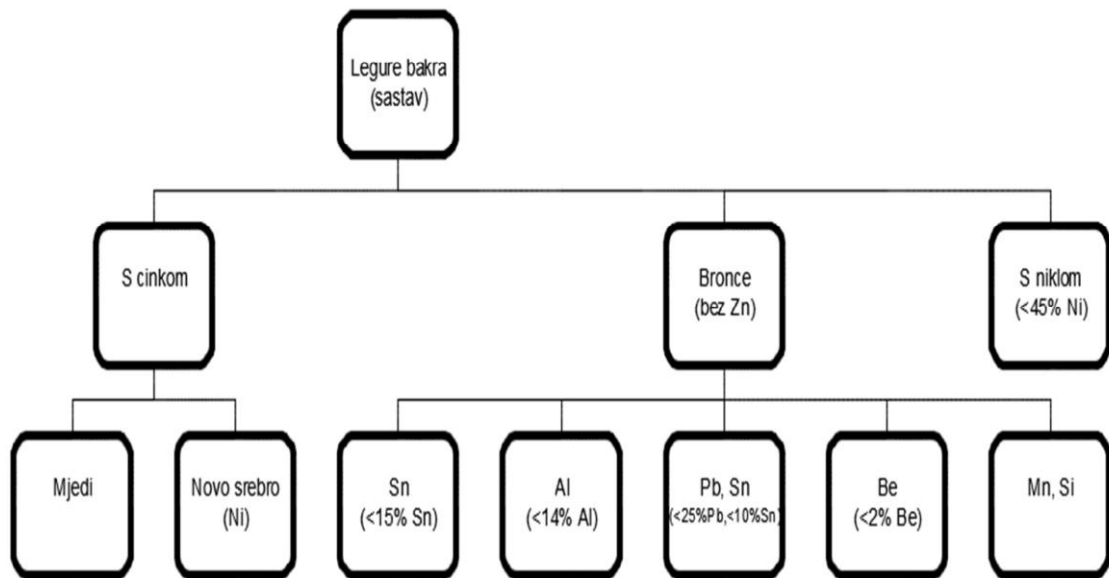 Legure bakra
(sastav)
S cinkom
Bronce
(bez Zn)
S niklom
(<45% Ni)
Mjedi
Novo srebro
(Ni)
Sn
(<15% Sn)
Al
(<14% Al)
Pb, Sn
(<25%Pb,<10%Sn)
Be
(<2% Be)
Mn, Si